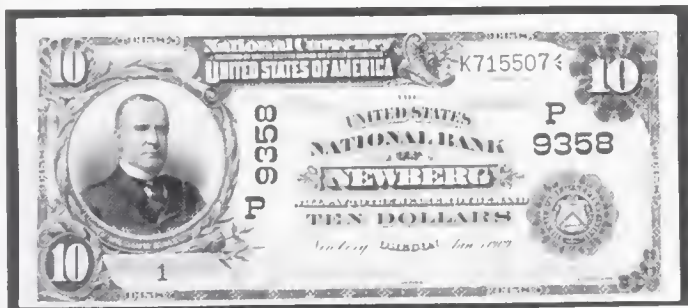 10 National Currency 10
UNITED STATES OF AMERICA
K715507
P
9358
P
9358
THE
UNITED STATES
NATIONAL BANK
NEWBERG
TEN DOLLARS
Newberg
10
1